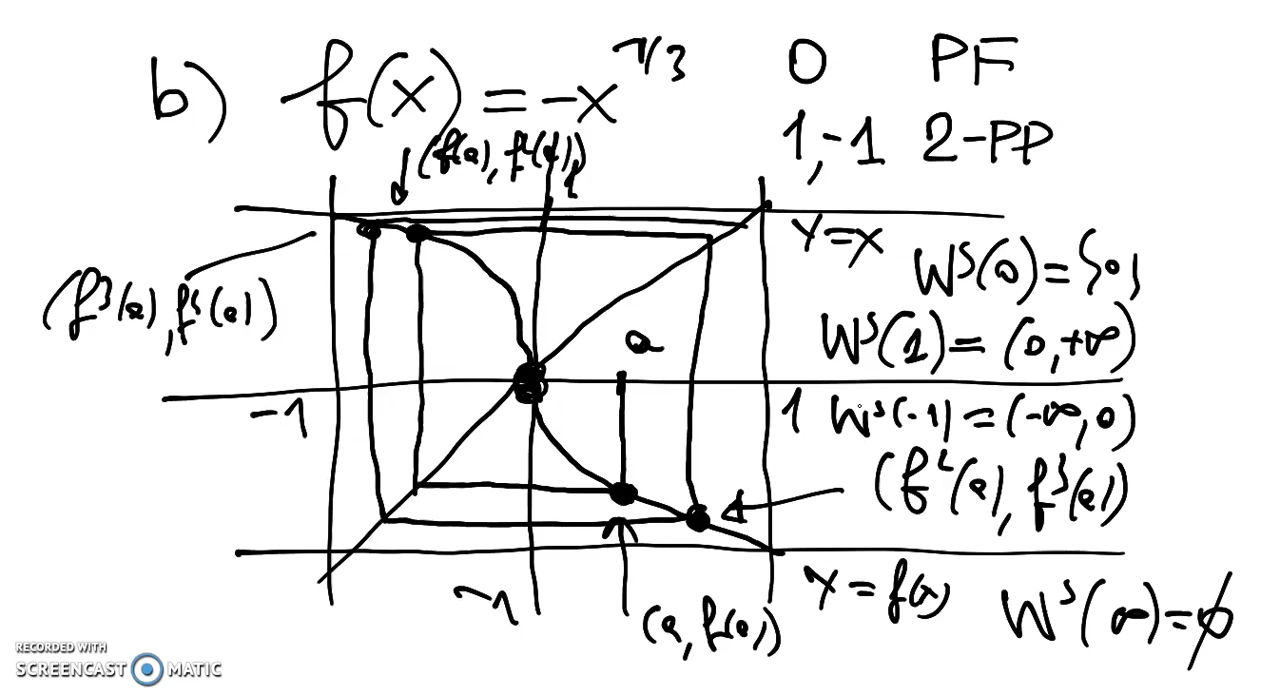 b) f(x) = -x^1/3 0 PF
1,-1 2-PP
(f(a), f²(a))
y=x
W^s(0)={0}
(f³(a), f⁴(a))
W^s(1)=(0,+∞)
a
-1
1
W^s(-1)=(-∞,0)
(f²(a), f³(a))
-1
y=f(x)
W^s(∞)=∅
(a, f(a))
RECORDED WITH
SCREENCAST MATIC